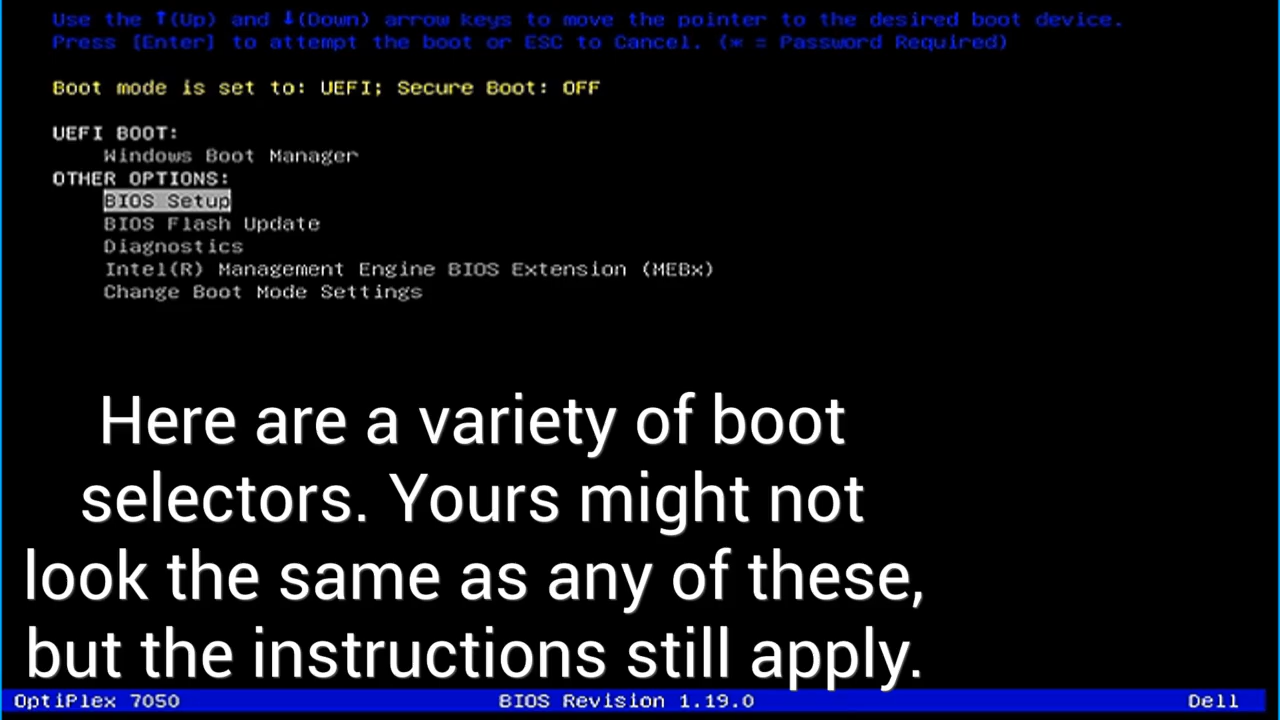 Use the ↑(Up) and ↓(Down) arrow keys to move the pointer to the desired boot device.
Press [Enter] to attempt the boot or ESC to Cancel. (* = Password Required)
Boot mode is set to: UEFI; Secure Boot: OFF
UEFI BOOT:
Windows Boot Manager
OTHER OPTIONS:
BIOS Setup
BIOS Flash Update
Diagnostics
Intel(R) Management Engine BIOS Extension (MEBx)
Change Boot Mode Settings
Here are a variety of boot
selectors. Yours might not
look the same as any of these,
but the instructions still apply.
OptiPlex 7050 BIOS Revision 1.19.0 Dell